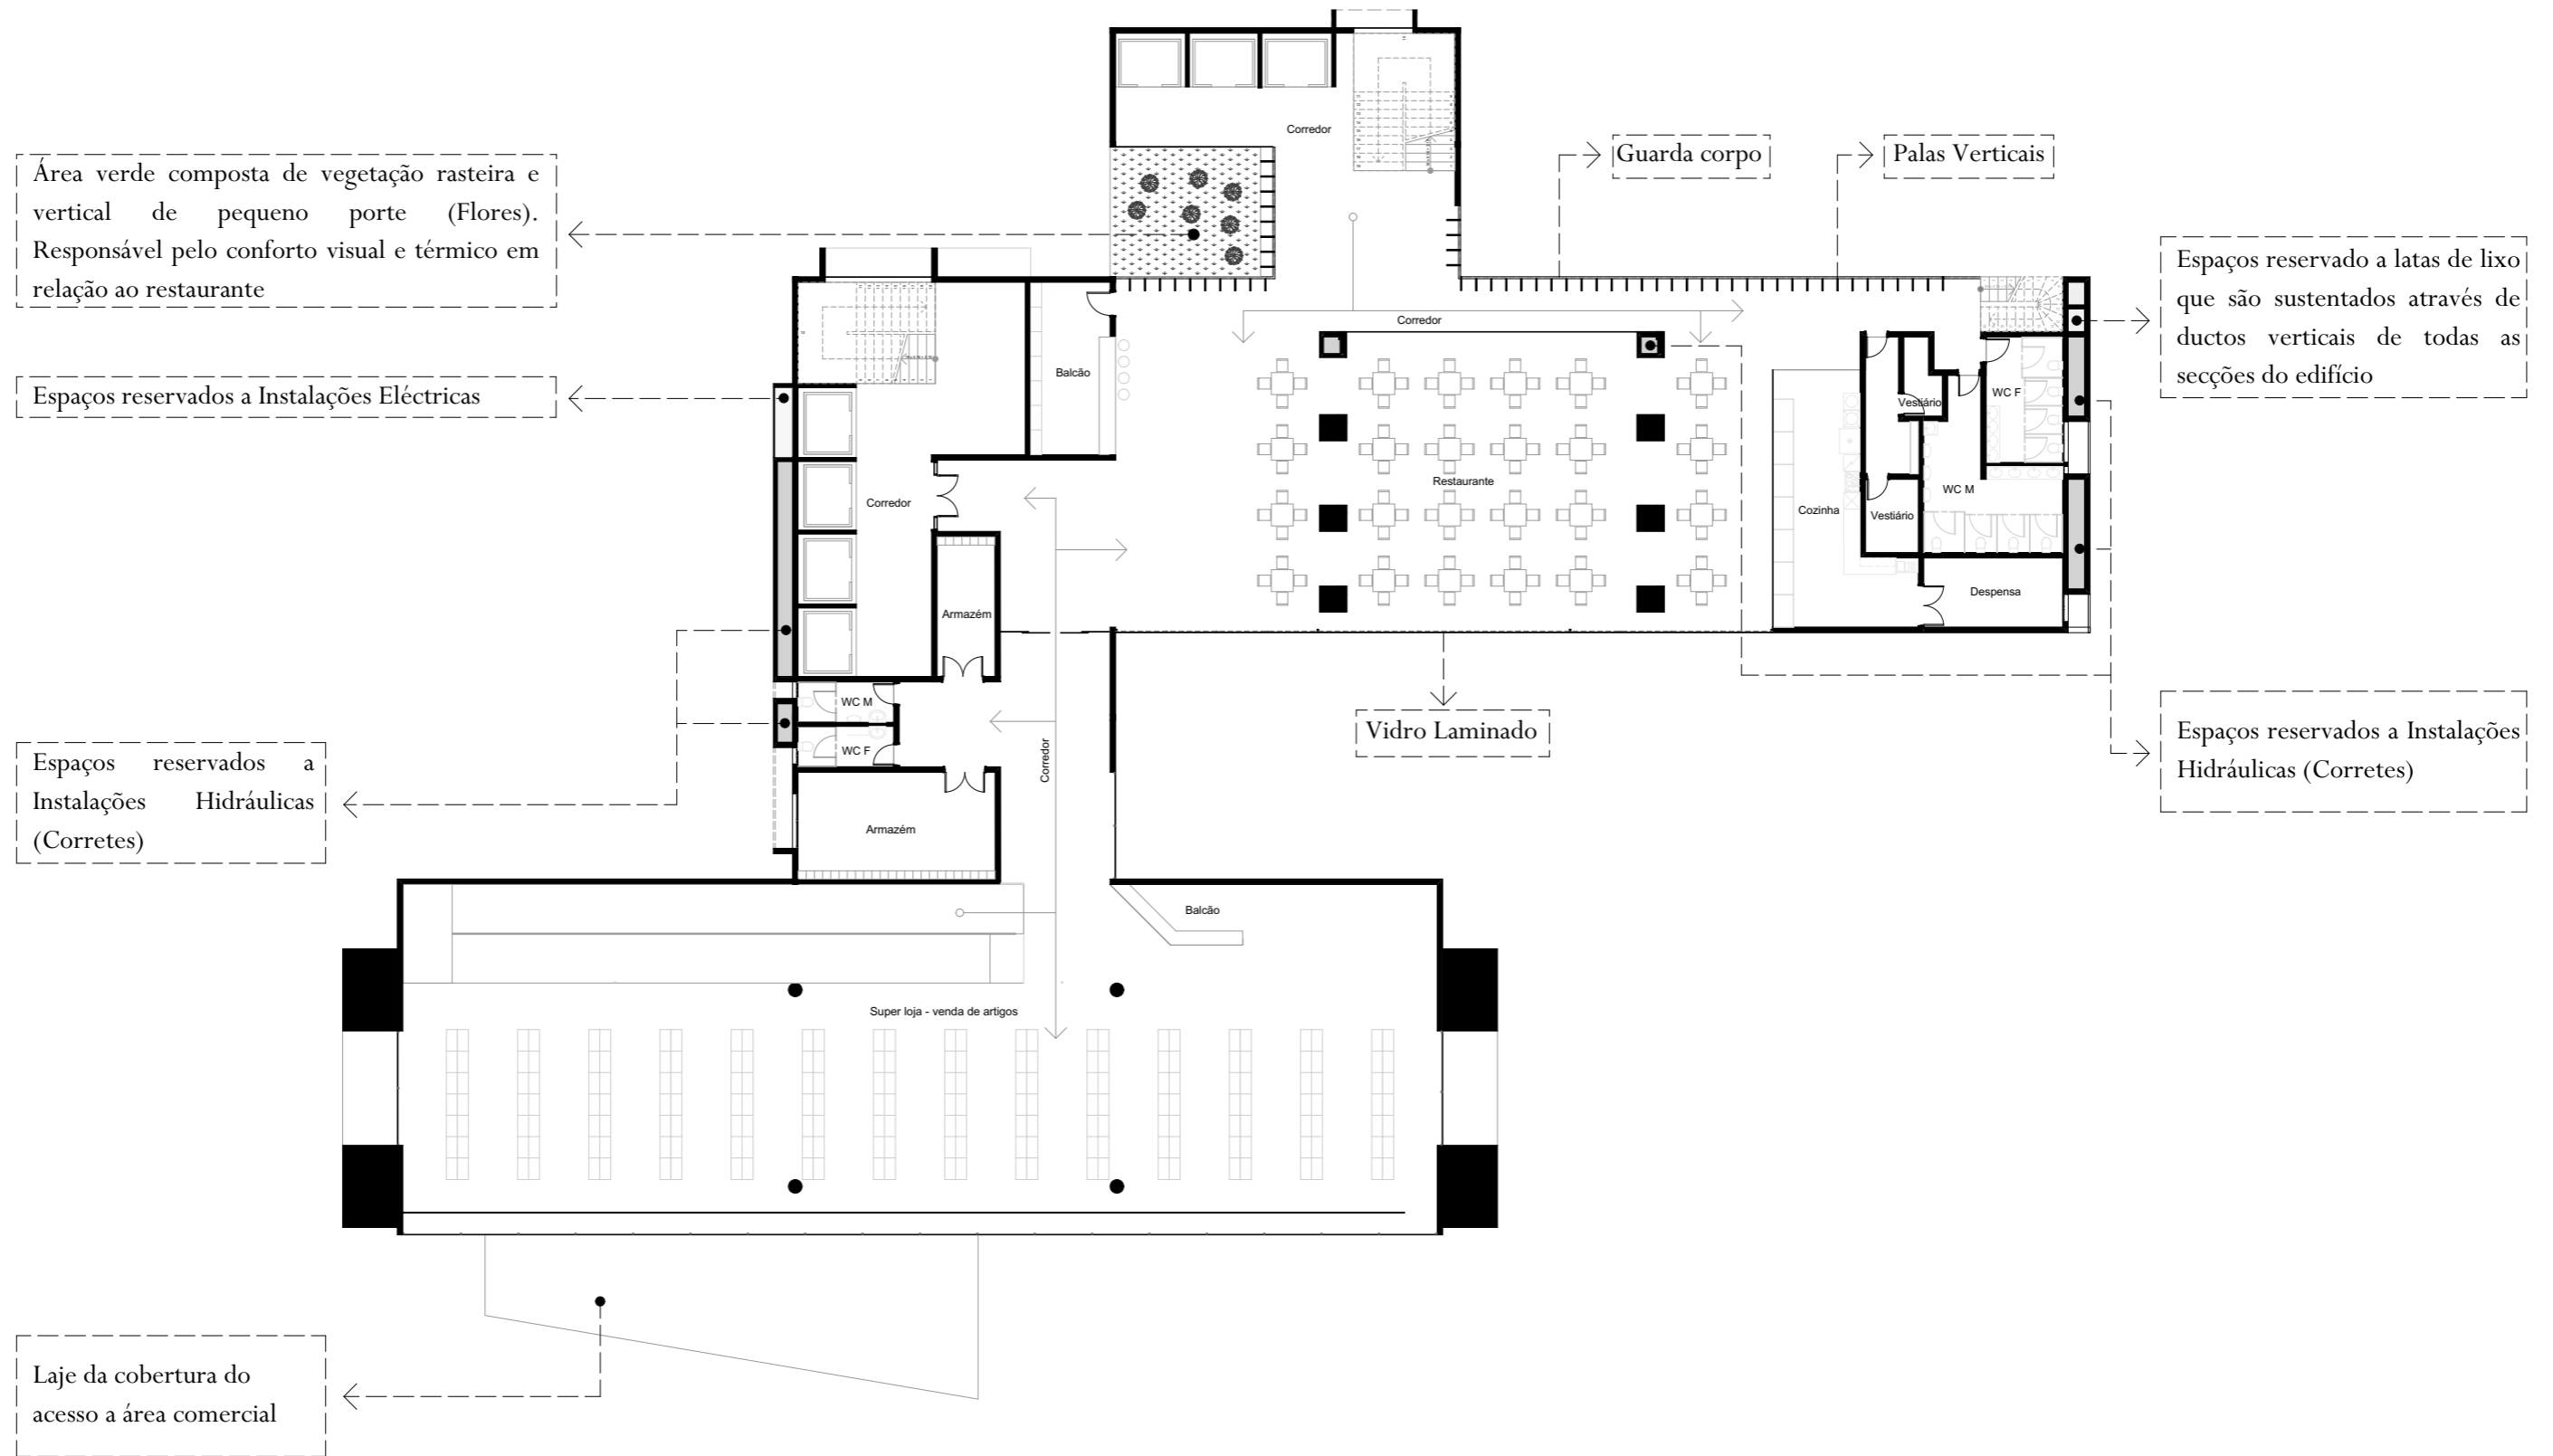 Corredor
Guarda corpo
Palas Verticais
Área verde composta de vegetação rasteira e
vertical de pequeno porte (Flores).
Responsável pelo conforto visual e térmico em
relação ao restaurante
Espaços reservado a latas de lixo
que são sustentados através de
ductos verticais de todas as
secções do edifício
Corredor
Balcão
Espaços reservados a Instalações Eléctricas
Vestiário
WC F
Restaurante
Corredor
WC M
Cozinha
Vestiário
Armazém
Despensa
WC M
WC F
Corredor
Vidro Laminado
Espaços reservados a Instalações
Hidráulicas (Corretes)
Espaços reservados a
Instalações Hidráulicas
(Corretes)
Armazém
Balcão
Super loja - venda de artigos
Laje da cobertura do
acesso a área comercial